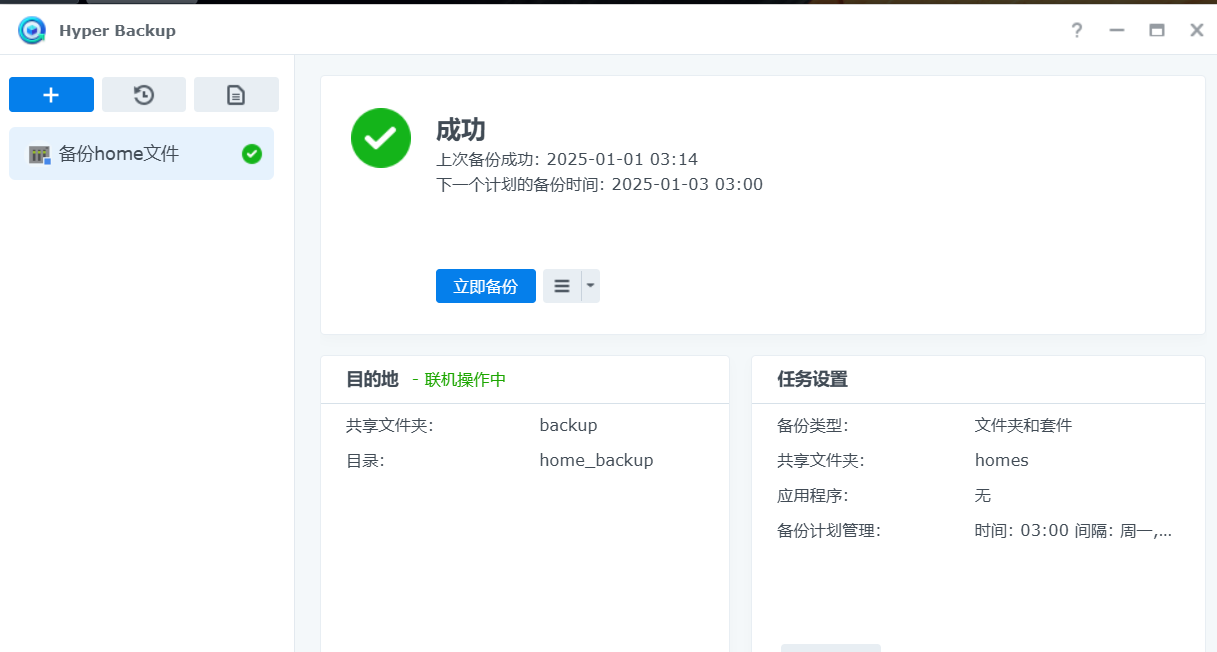 Hyper Backup
备份home文件
成功
上次备份成功: 2025-01-01 03:14
下一个计划的备份时间: 2025-01-03 03:00
立即备份
目的地 - 联机操作中
共享文件夹: backup
目录: home_backup
任务设置
备份类型: 文件夹和套件
共享文件夹: homes
应用程序: 无
备份计划管理: 时间: 03:00 间隔: 周一,...